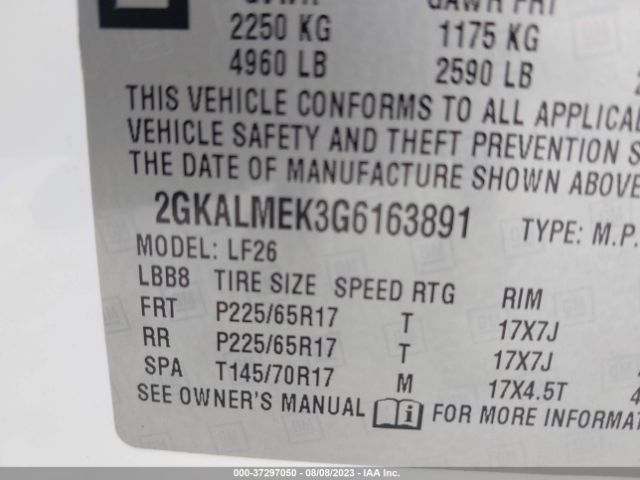 GAWR FRT
2250 KG 1175 KG
4960 LB 2590 LB
THIS VEHICLE CONFORMS TO ALL
VEHICLE SAFETY AND THEFT PREVENTION
THE DATE OF MANUFACTURE SHOWN ABOVE
2GKALMEK3G6163891 TYPE: M.P.
MODEL: LF26
LBB8 TIRE SIZE SPEED RTG RIM
FRT P225/65R17 T 17X7J
RR P225/65R17 T 17X7J
SPA T145/70R17 M 17X4.5T
SEE OWNER'S MANUAL i FOR MORE
000-37297050 - 08/08/2023 - IAA Inc.